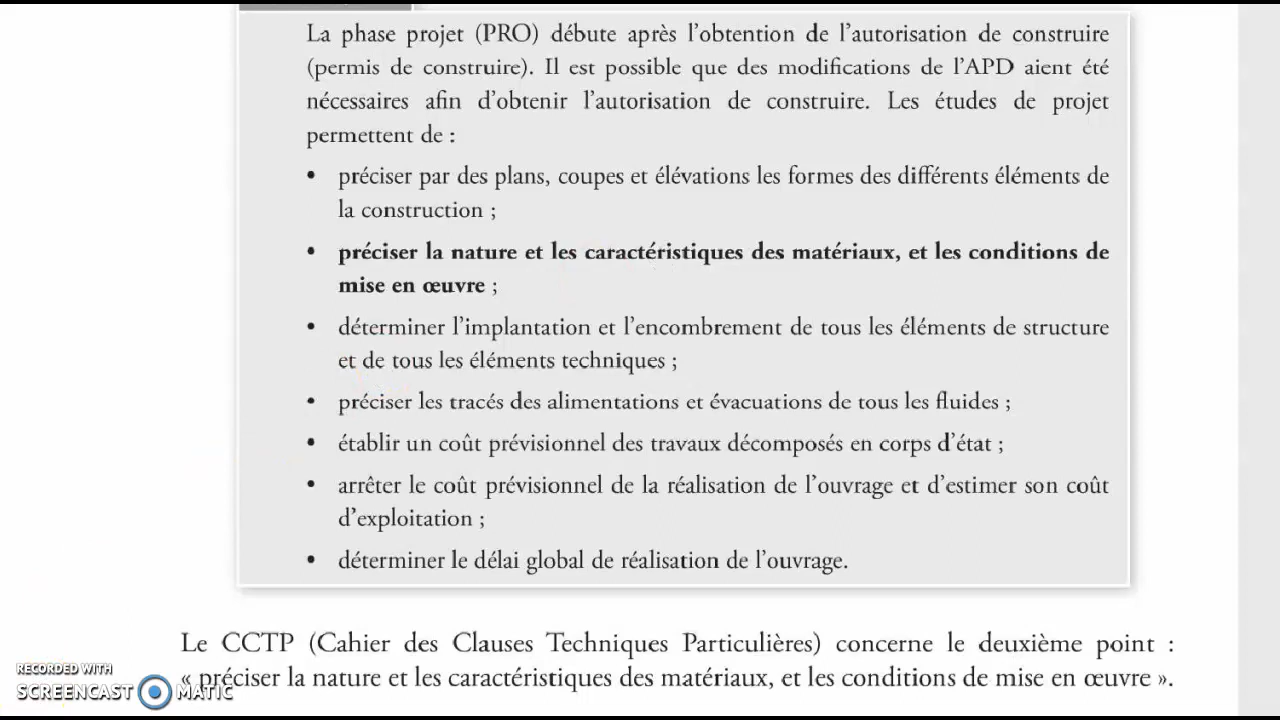 La phase projet (PRO) débute après l'obtention de l'autorisation de construire
(permis de construire). Il est possible que des modifications de l'APD aient été
nécessaires afin d'obtenir l'autorisation de construire. Les études de projet
permettent de :
• préciser par des plans, coupes et élévations les formes des différents éléments de
la construction ;
• préciser la nature et les caractéristiques des matériaux, et les conditions de
mise en œuvre ;
• déterminer l'implantation et l'encombrement de tous les éléments de structure
et de tous les éléments techniques ;
• préciser les tracés des alimentations et évacuations de tous les fluides ;
• établir un coût prévisionnel des travaux décomposés en corps d'état ;
• arrêter le coût prévisionnel de la réalisation de l'ouvrage et d'estimer son coût
d'exploitation ;
• déterminer le délai global de réalisation de l'ouvrage.
Le CCTP (Cahier des Clauses Techniques Particulières) concerne le deuxième point :
« préciser la nature et les caractéristiques des matériaux, et les conditions de mise en œuvre ».
RECORDED WITH
SCREENCAST MATIC